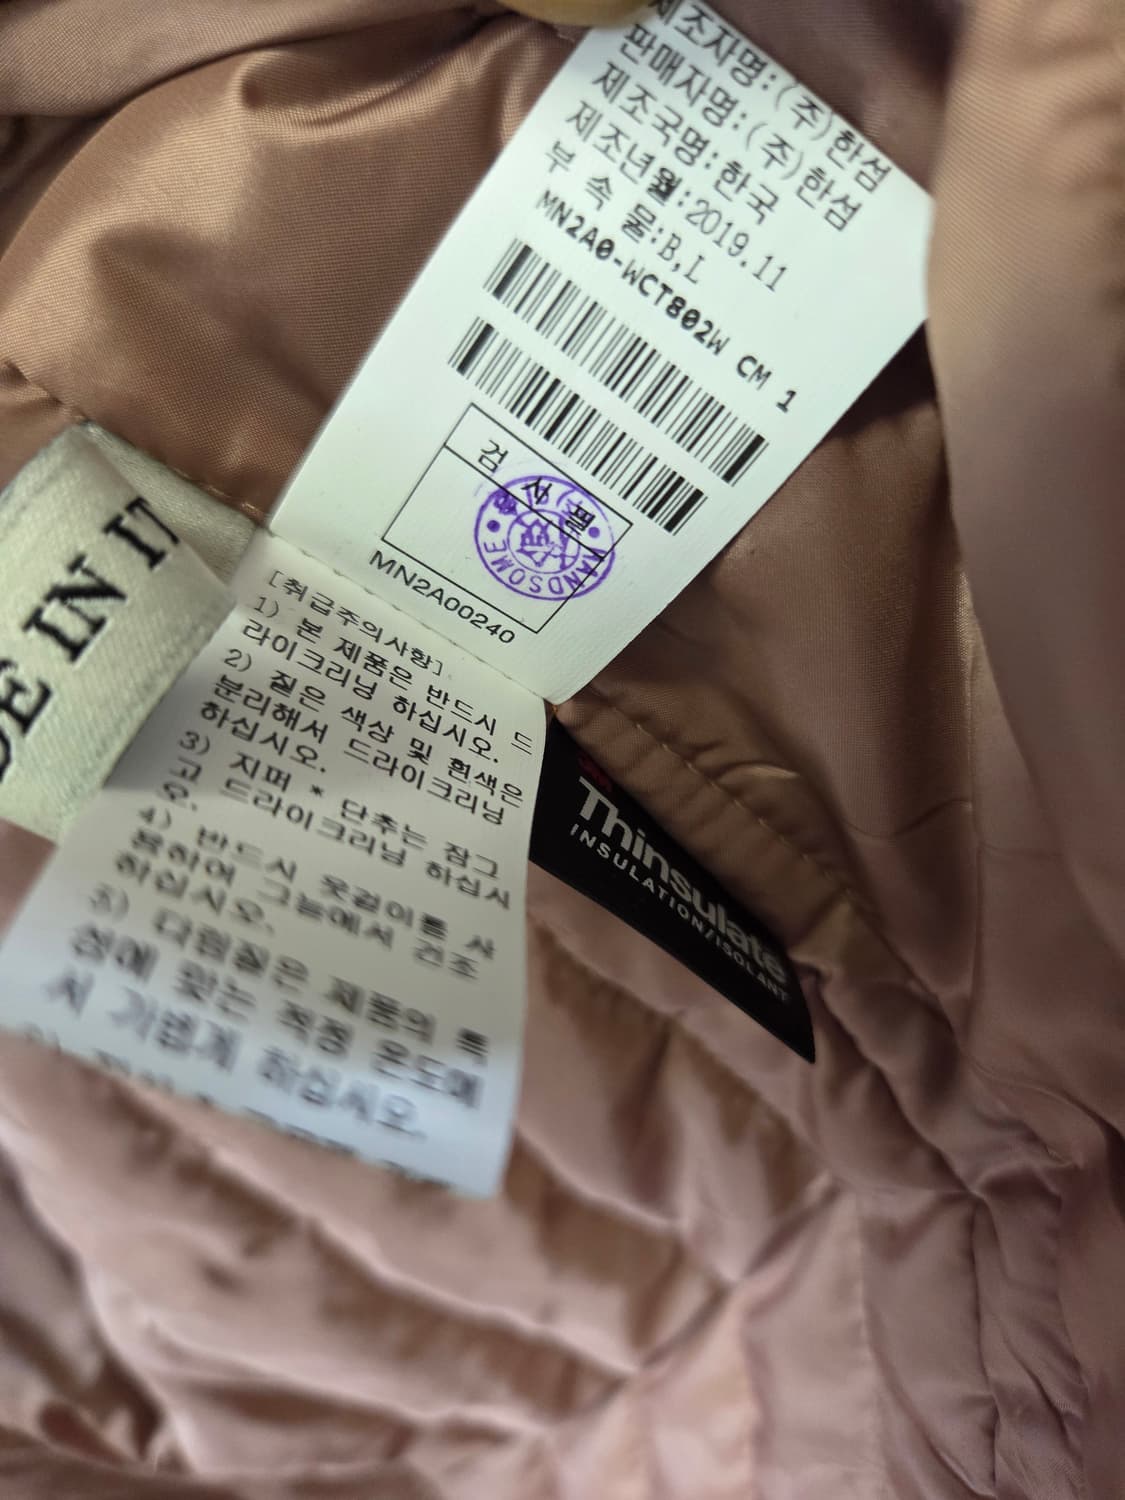 제조자명:(주)한섬
판매자명:(주)한섬
제조국명:한국
제조년월:2019.11
부 속 물:B,L
MN2A0-WCT802W CM 1
검 사 필
HANDSOME
MN2A00240
[취급주의사항]
1) 본 제품은 반드시 드
라이크리닝 하십시오.
2) 짙은 색상 및 흰색은
분리해서 드라이크리닝
하십시오.
3) 지퍼 * 단추는 잠그
고 드라이크리닝 하십시
오.
4) 반드시 옷걸이를 사
용하여 그늘에서 건조
하십시오.
5) 다림질은 제품의 특
성에 맞는 적정 온도에
서 가볍게 하십시오.
DE IN IT
3M
Thinsulate
INSULATION/ISOLANT